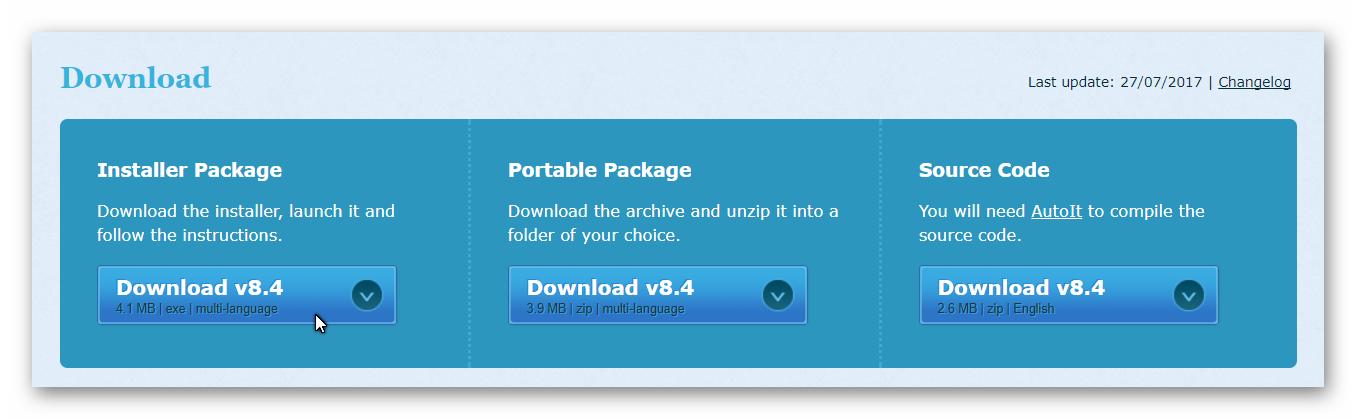 Download
Last update: 27/07/2017 | Changelog
Installer Package
Download the installer, launch it and
follow the instructions.
Download v8.4
4.1 MB | exe | multi-language
Portable Package
Download the archive and unzip it into a
folder of your choice.
Download v8.4
3.9 MB | zip | multi-language
Source Code
You will need AutoIt to compile the
source code.
Download v8.4
2.6 MB | zip | English